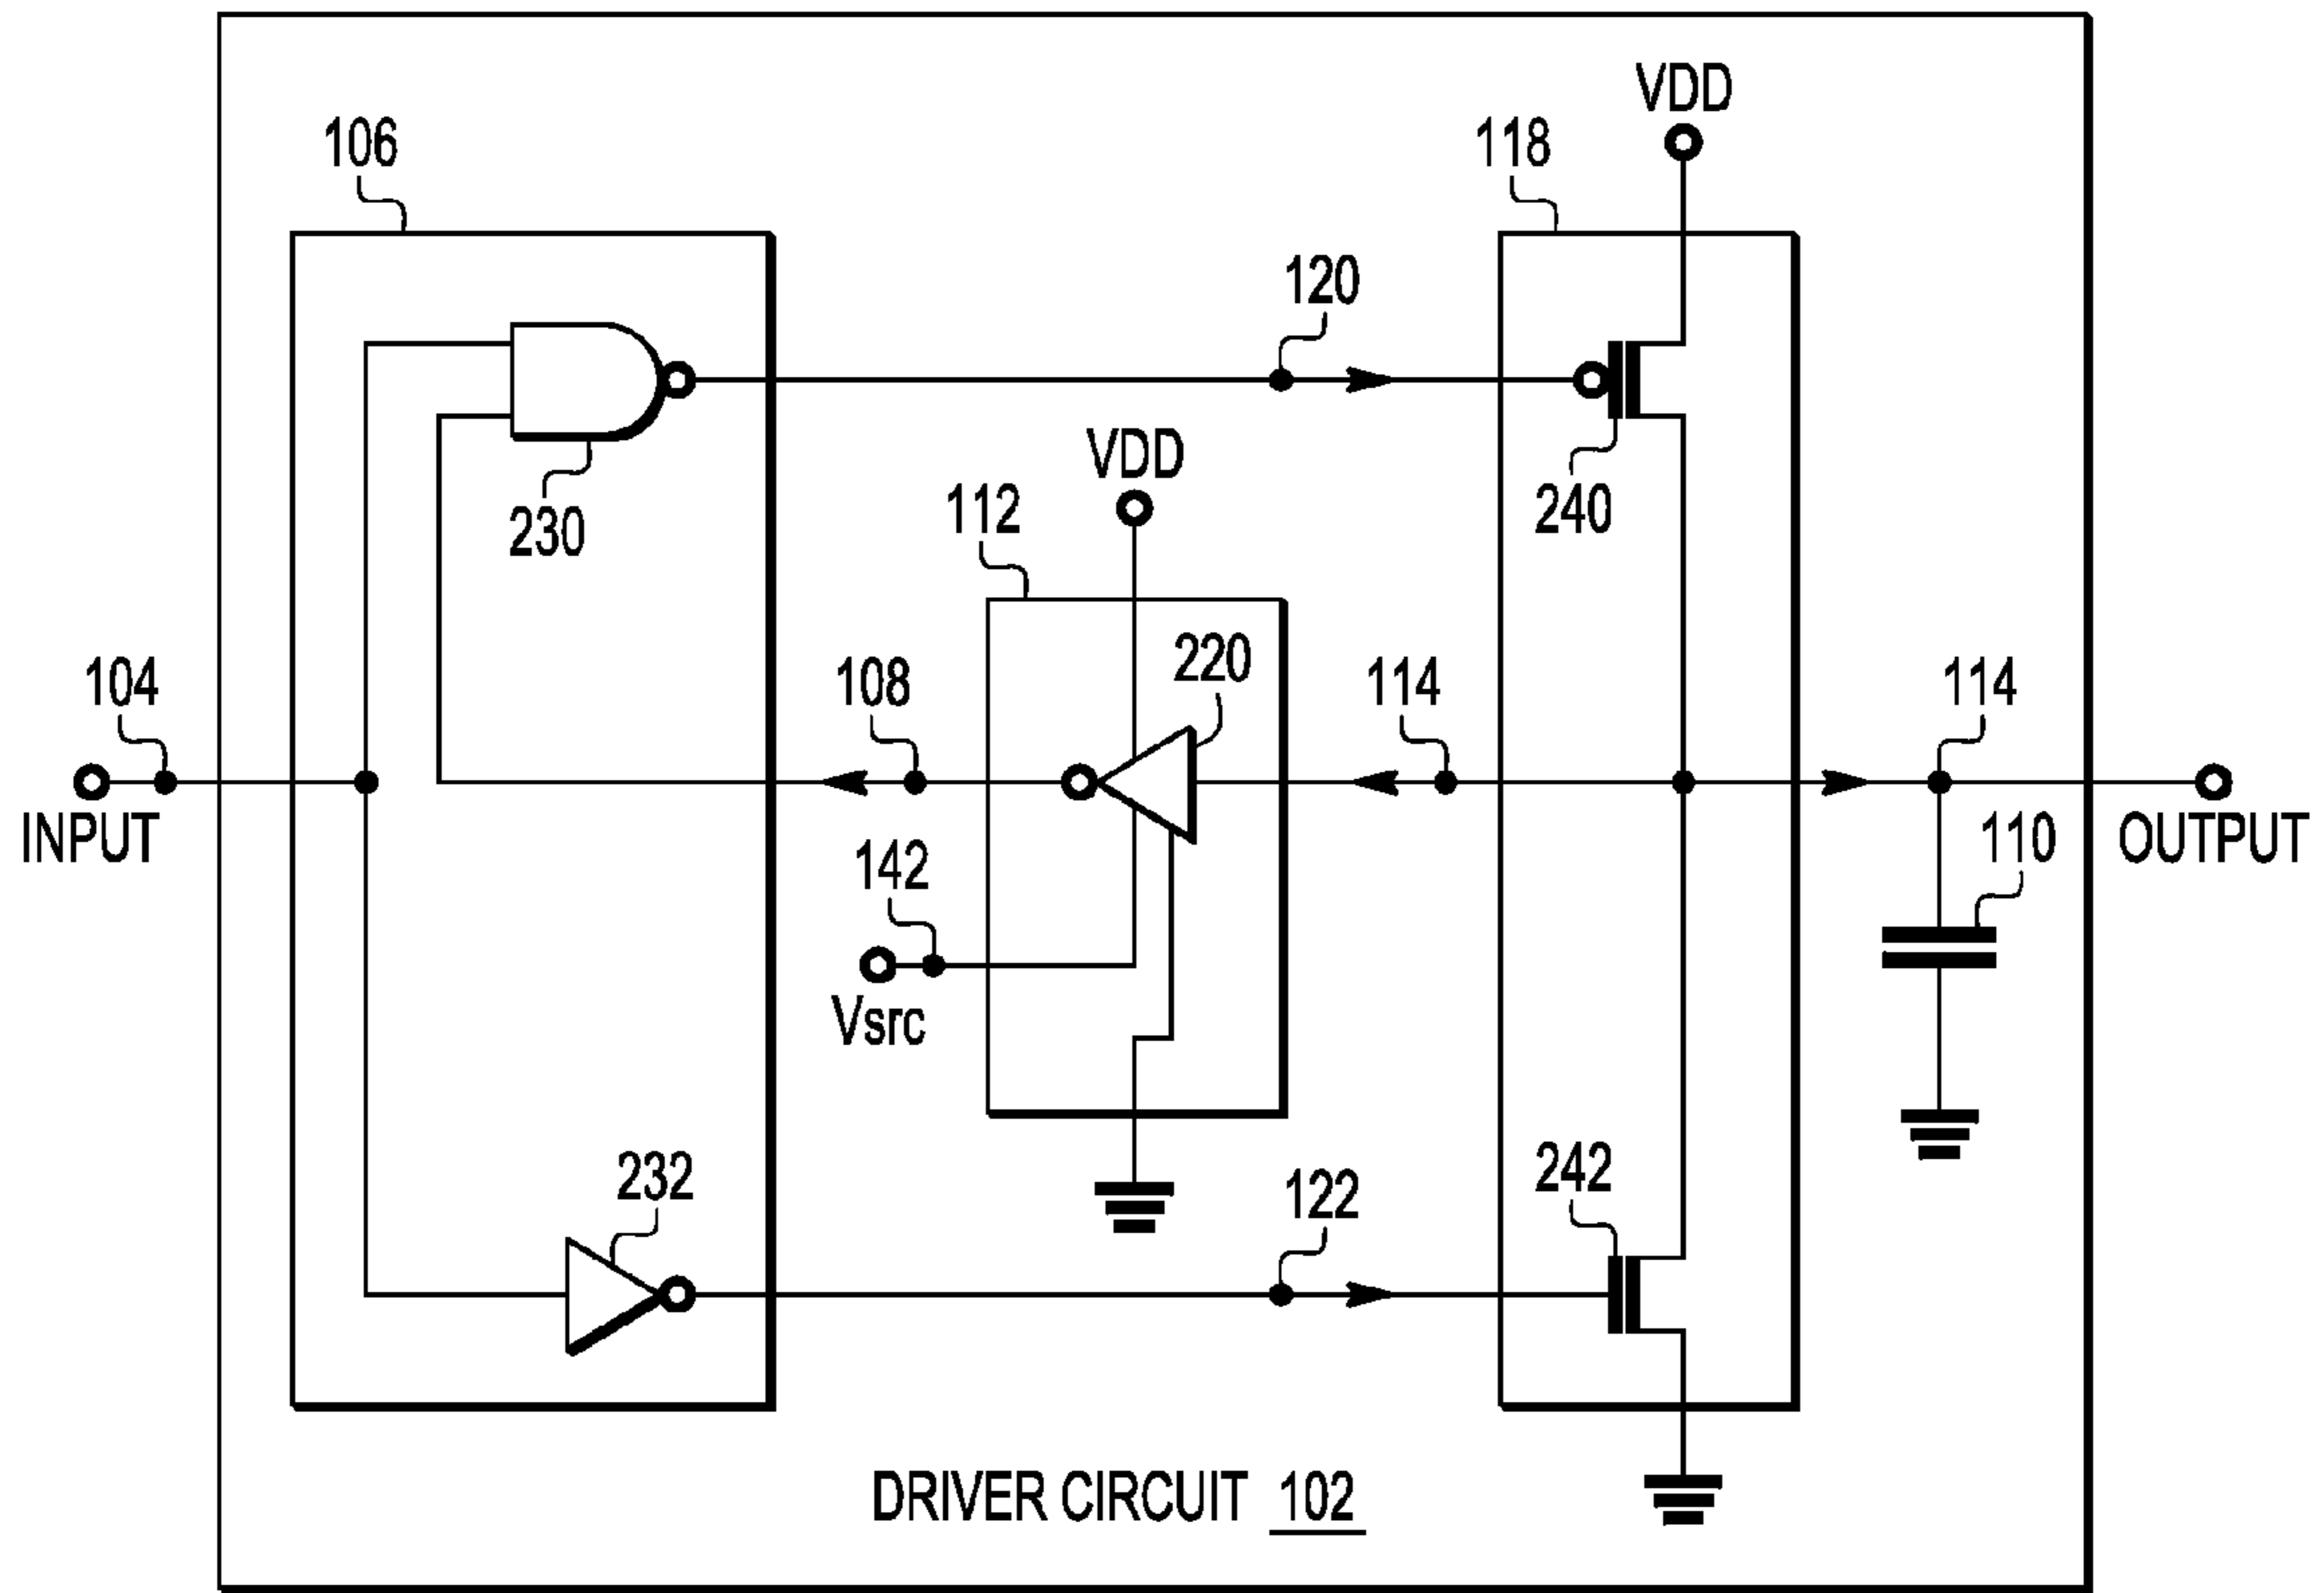 VDD
106
118
120
VDD
230
240
112
220
104
108
114
114
INPUT
142
110
OUTPUT
Vsrc
232
122
242
DRIVER CIRCUIT 102